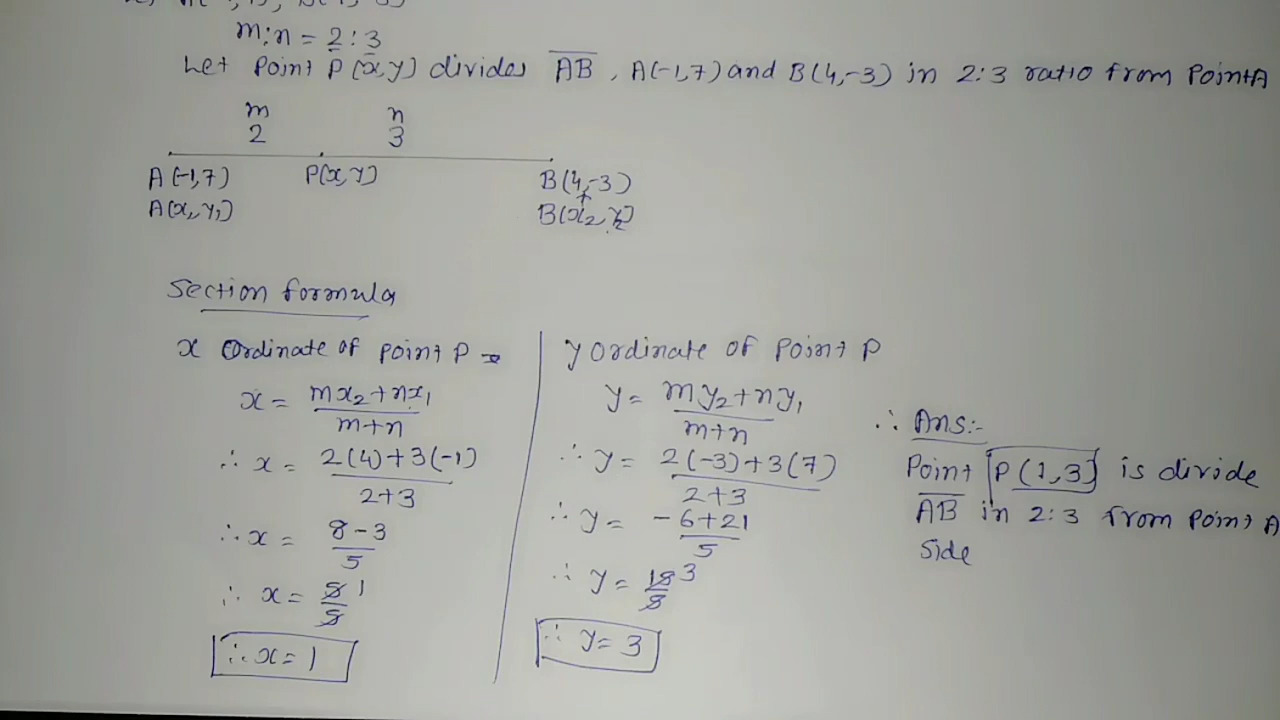 m:n = 2:3
Let Point P(x,y) divides AB, A(-1,7) and B(4,-3) in 2:3 ratio from Point A
m n
2 3
A(-1,7) P(x,y) B(4,-3)
A(x₁,y₁) B(x₂,y₂)
Section formula
x Ordinate of point P =
x = mx₂+nx₁
m+n
∴ x = 2(4)+3(-1)
2+3
∴ x = 8-3
5
∴ x = 5 1
5
∴ x = 1
y Ordinate of Point P
y = my₂+ny₁
m+n
∴ y = 2(-3)+3(7)
2+3
∴ y = -6+21
5
∴ y = 15 3
5
∴ y = 3
∴ Ans:-
Point P(1,3) is divide
AB in 2:3 from Point A
side